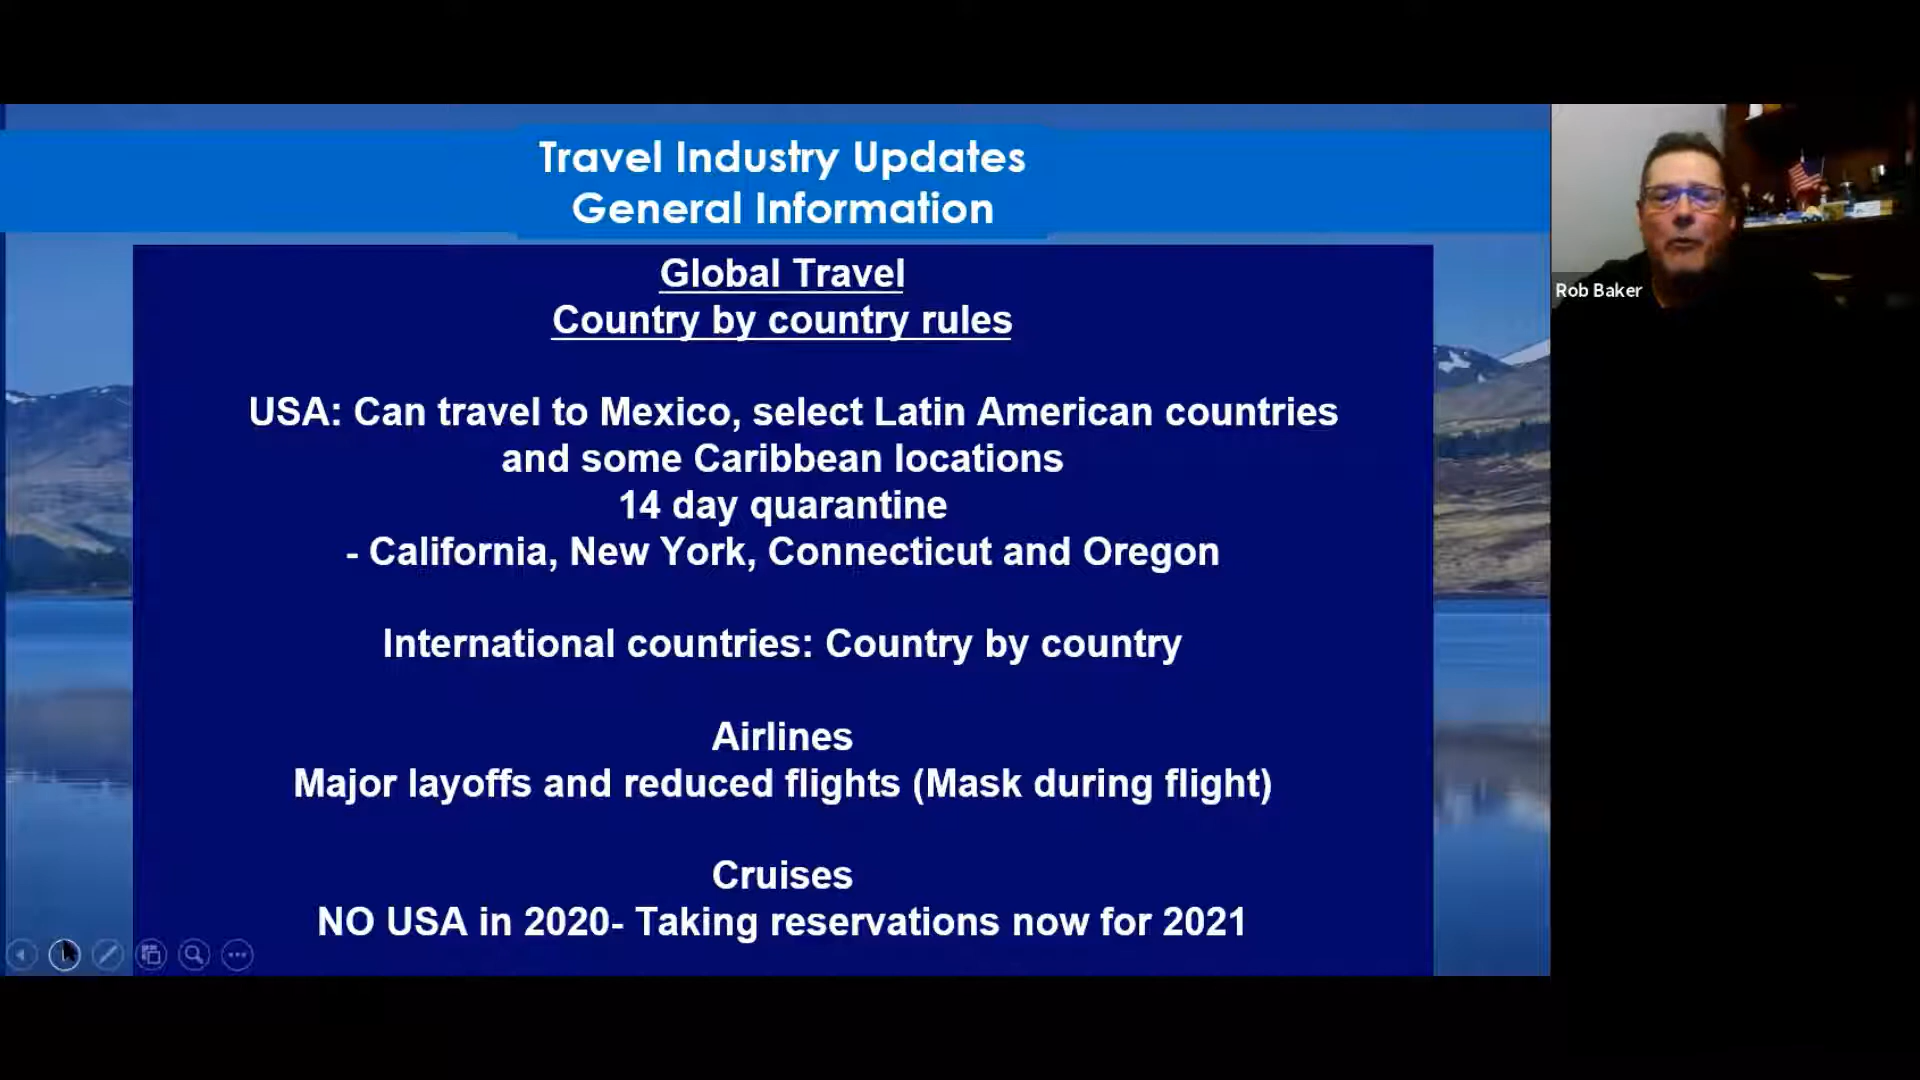 Travel Industry Updates
General Information
Global Travel
Country by country rules
USA: Can travel to Mexico, select Latin American countries
and some Caribbean locations
14 day quarantine
- California, New York, Connecticut and Oregon
International countries: Country by country
Airlines
Major layoffs and reduced flights (Mask during flight)
Cruises
NO USA in 2020- Taking reservations now for 2021
Rob Baker